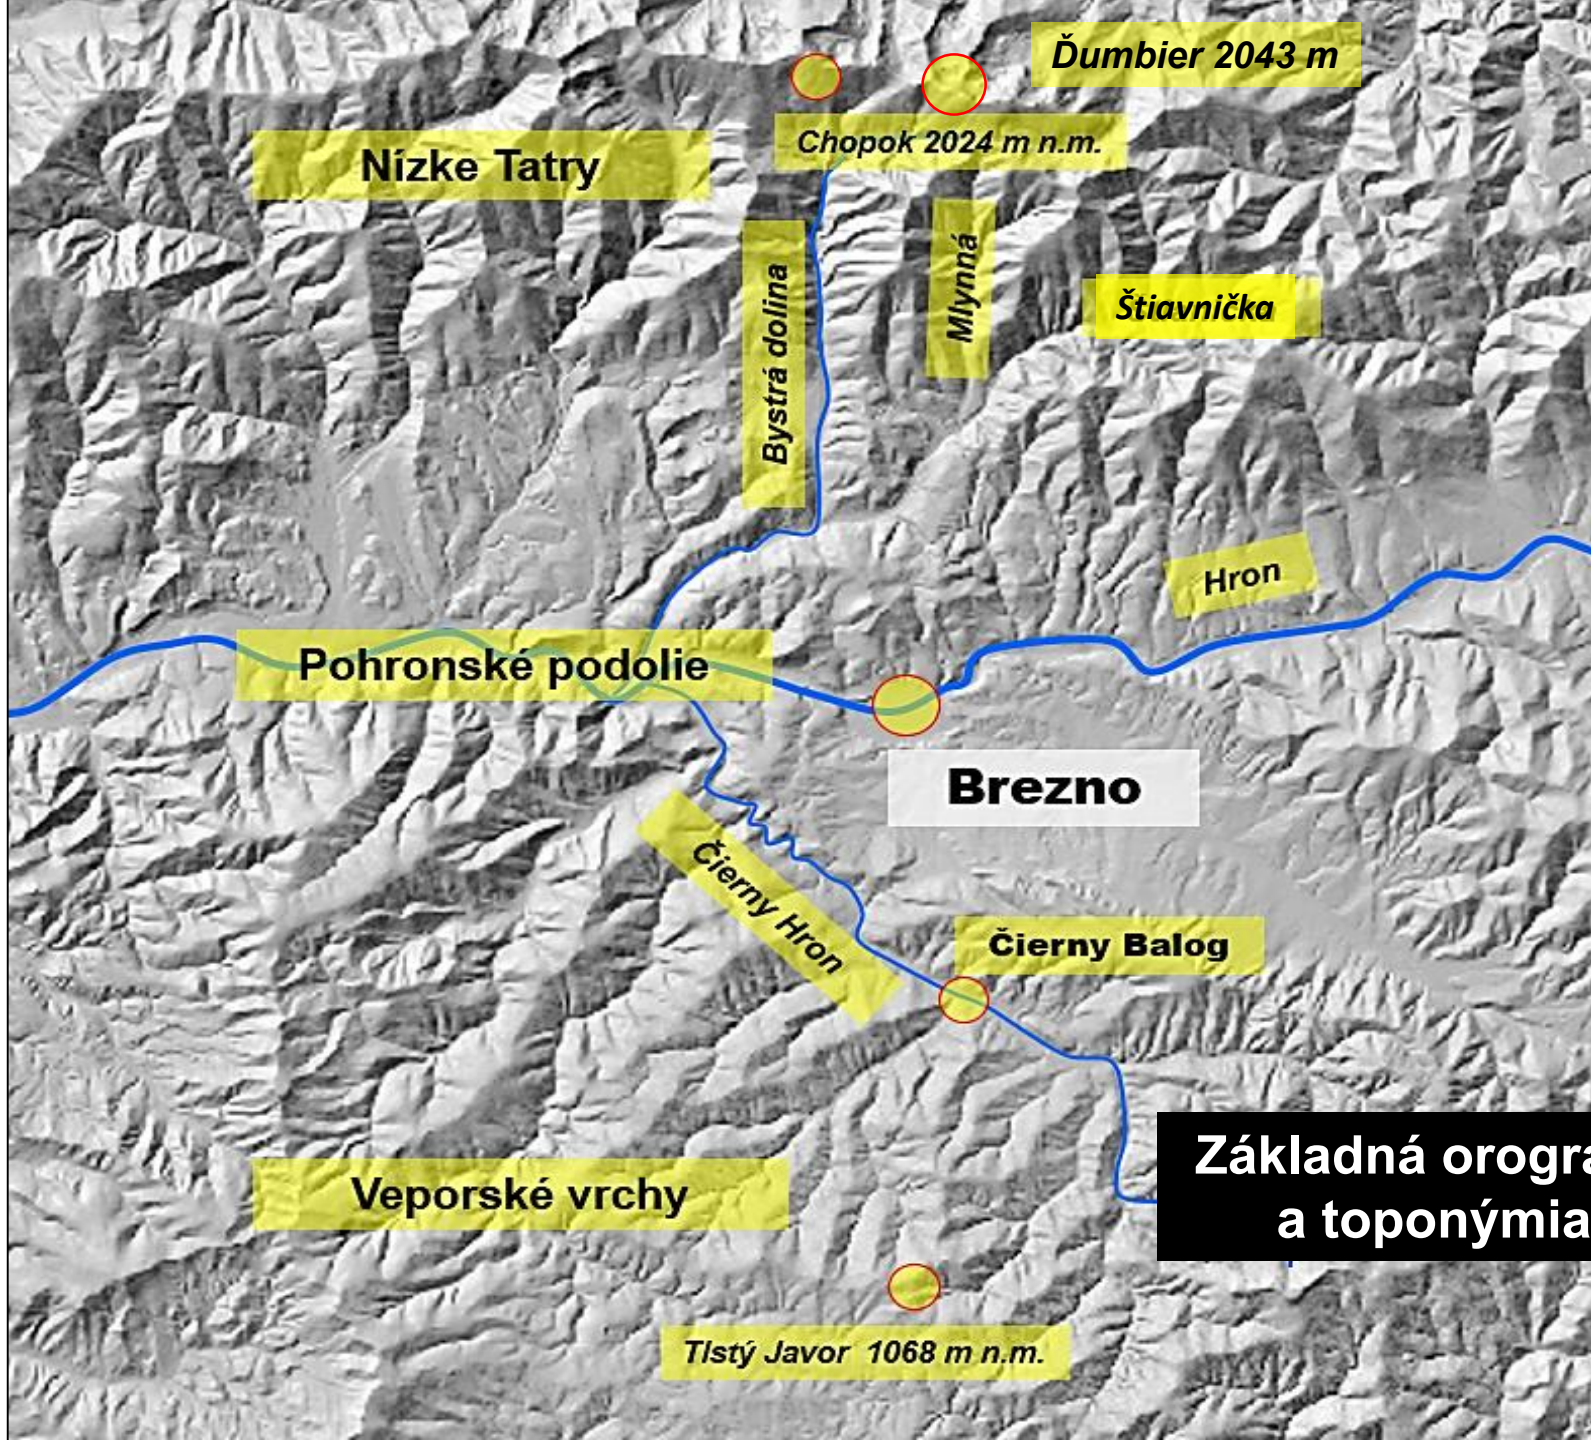 Ďumbier 2043 m
Chopok 2024 m n.m.
Nízke Tatry
Bystrá dolina
Mlynná
Štiavnička
Hron
Pohronské podolie
Brezno
Čierny Hron
Čierny Balog
Základná orogra
a toponýmia
Veporské vrchy
Tlstý Javor 1068 m n.m.